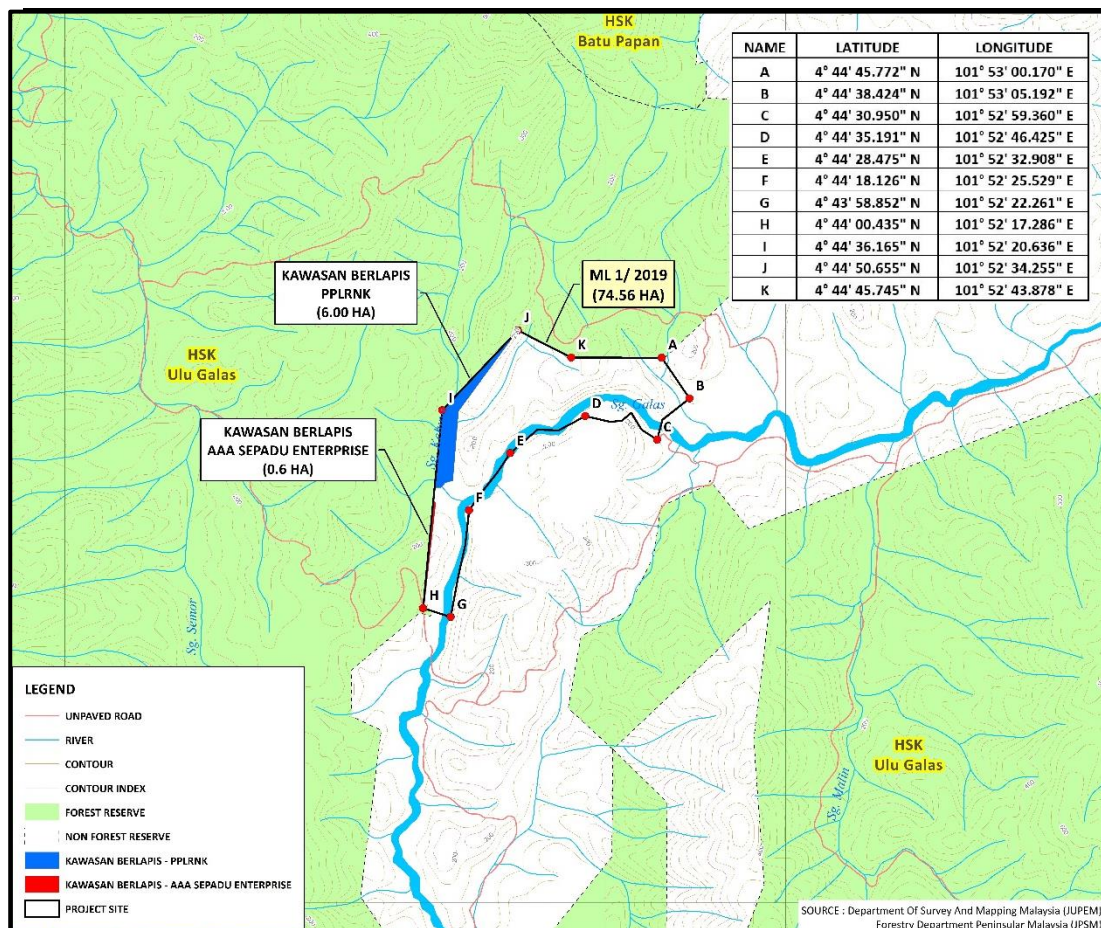 HSK
Batu Papan
NAME LATITUDE LONGITUDE
A 4° 44' 45.772" N 101° 53' 00.170" E
B 4° 44' 38.424" N 101° 53' 05.192" E
C 4° 44' 30.950" N 101° 52' 59.360" E
D 4° 44' 35.191" N 101° 52' 46.425" E
E 4° 44' 28.475" N 101° 52' 32.908" E
F 4° 44' 18.126" N 101° 52' 25.529" E
G 4° 43' 58.852" N 101° 52' 22.261" E
H 4° 44' 00.435" N 101° 52' 17.286" E
I 4° 44' 36.165" N 101° 52' 20.636" E
J 4° 44' 50.655" N 101° 52' 34.255" E
K 4° 44' 45.745" N 101° 52' 43.878" E
KAWASAN BERLAPIS
PPLRNK
(6.00 HA)
ML 1/ 2019
(74.56 HA)
HSK
Ulu Galas
KAWASAN BERLAPIS
AAA SEPADU ENTERPRISE
(0.6 HA)
J
K
A
B
I
D
Sg. Galas
C
E
F
H
G
Sg. Semor
HSK
Ulu Galas
Sg. Malin
LEGEND
UNPAVED ROAD
RIVER
CONTOUR
CONTOUR INDEX
FOREST RESERVE
NON FOREST RESERVE
KAWASAN BERLAPIS - PPLRNK
KAWASAN BERLAPIS - AAA SEPADU ENTERPRISE
PROJECT SITE
SOURCE : Department Of Survey And Mapping Malaysia (JUPEM)
Forestry Department Peninsular Malaysia (JPSM)